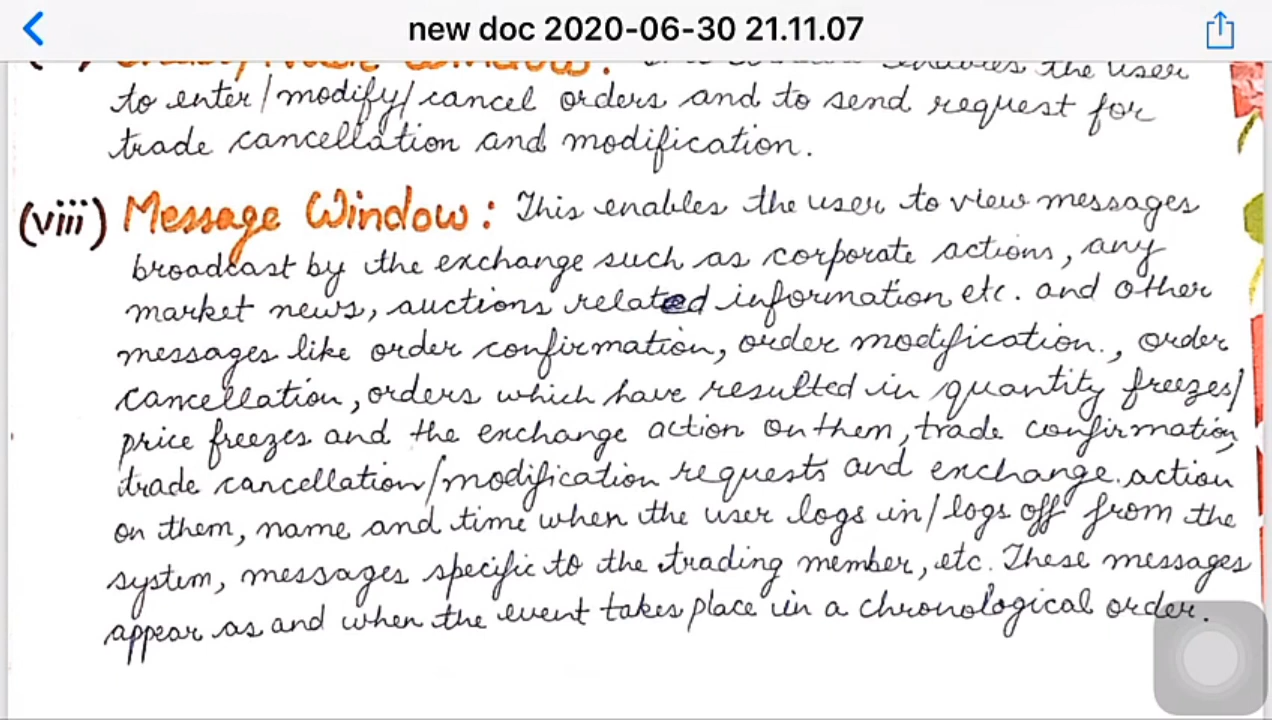 new doc 2020-06-30 21.11.07
Window: This window enables the user
to enter/modify/cancel orders and to send request for
trade cancellation and modification.
(viii) Message Window: This enables the user to view messages
broadcast by the exchange such as corporate actions, any
market news, auctions related information etc. and other
messages like order confirmation, order modification., order
cancellation, orders which have resulted in quantity freezes/
price freezes and the exchange action on them, trade confirmation,
trade cancellation/modification requests and exchange action
on them, name and time when the user logs in/logs off from the
system, messages specific to the trading member, etc. These messages
appear as and when the event takes place in a chronological order.